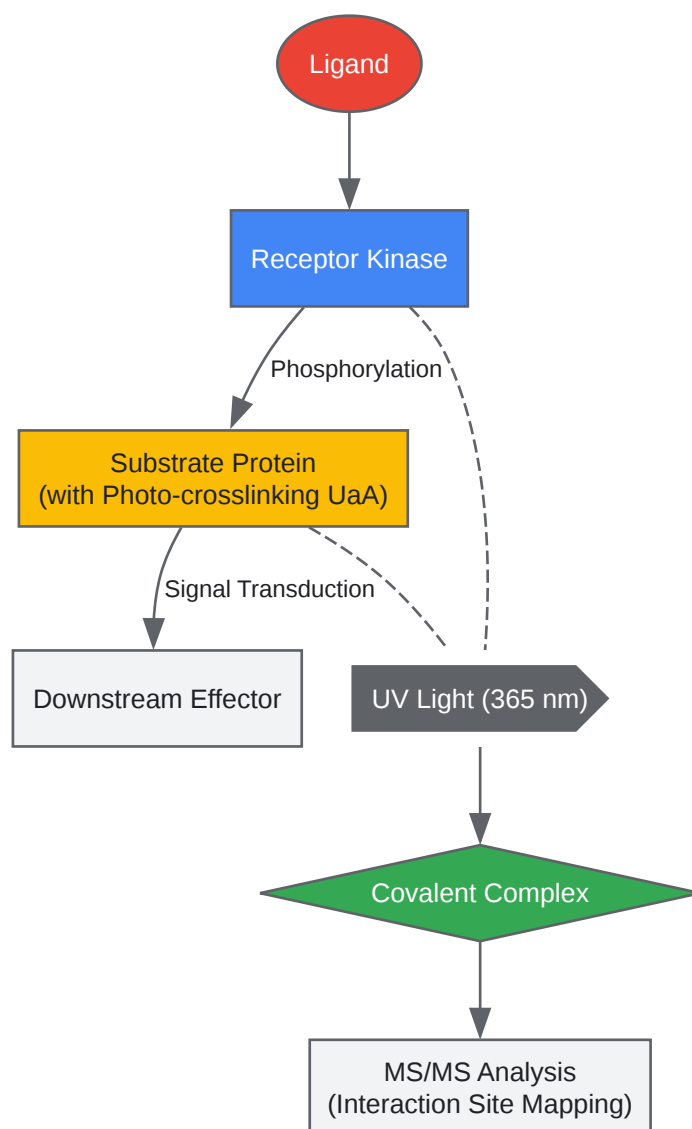 Ligand
Receptor Kinase
Phosphorylation
Substrate Protein
(with Photo-crosslinking UaA)
Signal Transduction
Downstream Effector
UV Light (365 nm)
Covalent Complex
MS/MS Analysis
(Interaction Site Mapping)